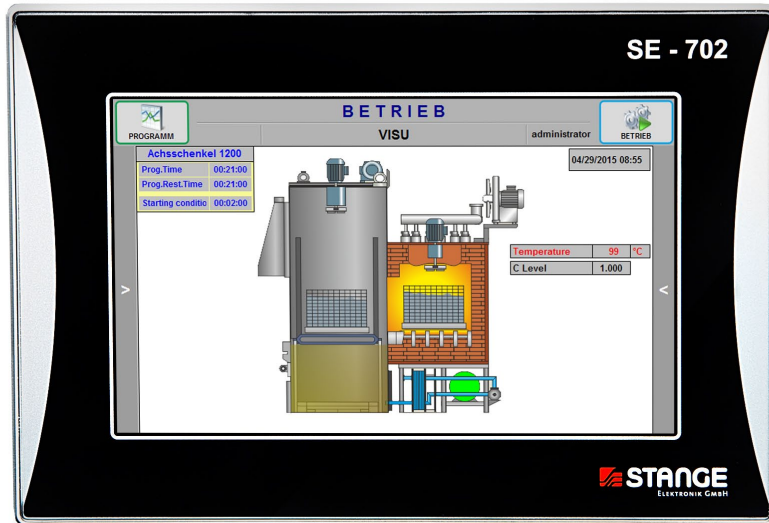 SE - 702
BETRIEB
PROGRAMM
VISU
administrator
BETRIEB
Achsschenkel 1200
Prog.Time 00:21:00
Prog.Rest.Time 00:21:00
Starting conditio 00:02:00
04/29/2015 08:55
Temperature 99 °C
C Level 1.000
>
<
STANGE
ELEKTRONIK GMBH